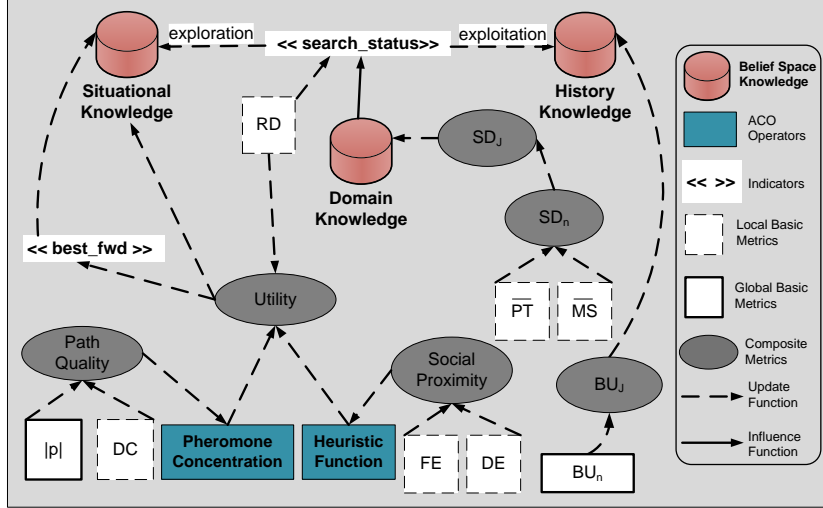 exploration
<< search_status>>
exploitation
Situational
Knowledge
History
Knowledge
RD
Domain
Knowledge
SD_J
SD_n
<< best_fwd >>
Utility
PT
MS
Path
Quality
Social
Proximity
BU_J
|p|
DC
Pheromone
Concentration
Heuristic
Function
FE
DE
BU_n
Belief Space
Knowledge
ACO
Operators
<< >>
Indicators
Local Basic
Metrics
Global Basic
Metrics
Composite
Metrics
Update
Function
Influence
Function